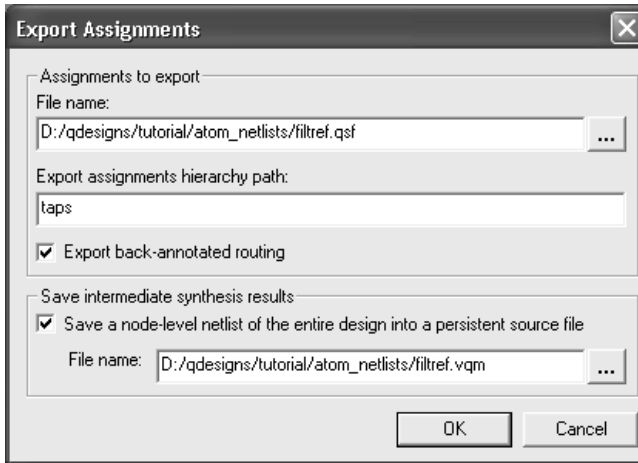 Export Assignments
Assignments to export
File name:
D:/qdesigns/tutorial/atom_netlists/filtref.qsf
...
Export assignments hierarchy path:
taps
Export back-annotated routing
Save intermediate synthesis results
Save a node-level netlist of the entire design into a persistent source file
File name: D:/qdesigns/tutorial/atom_netlists/filtref.vqm ...
OK Cancel